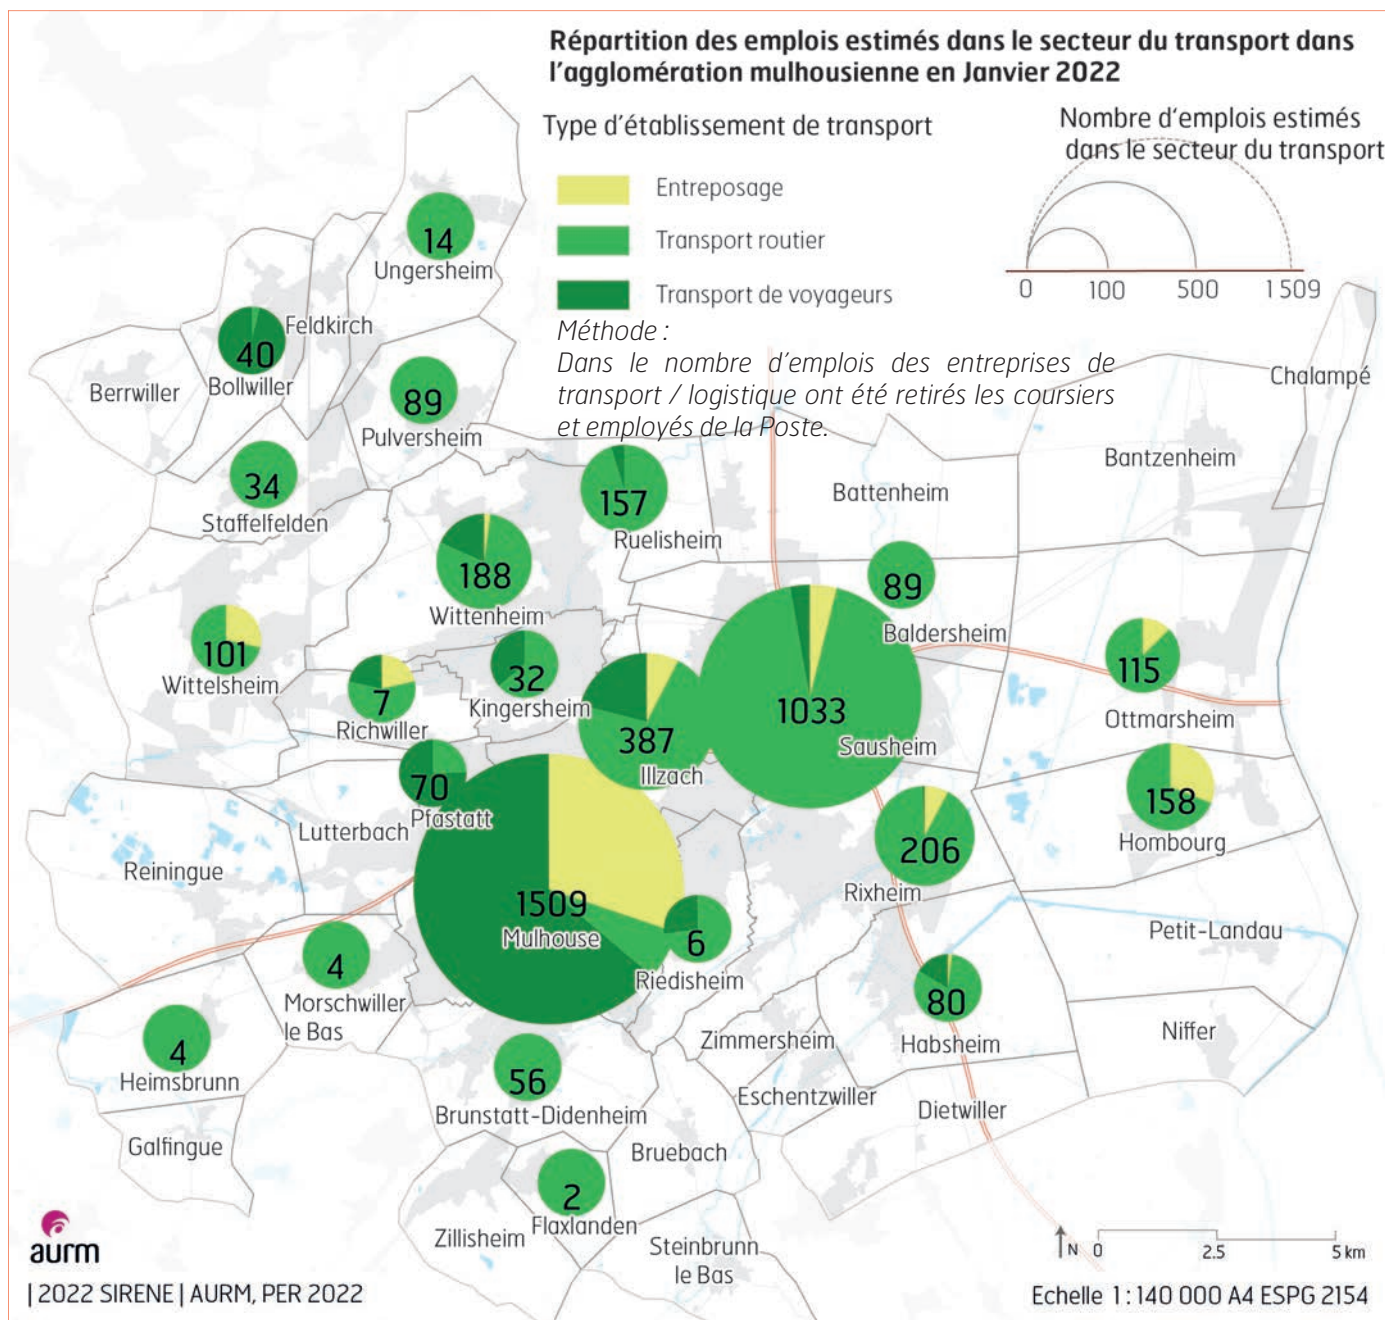 Répartition des emplois estimés dans le secteur du transport dans
l'agglomération mulhousienne en Janvier 2022
Type d'établissement de transport
Entreposage
Transport routier
Transport de voyageurs
Nombre d'emplois estimés
dans le secteur du transport
0 100 500 1 509
Méthode :
Dans le nombre d'emplois des entreprises de
transport / logistique ont été retirés les coursiers
et employés de la Poste.
14
Ungersheim
Feldkirch
40
Bollwiller
Berrwiller
89
Pulversheim
Chalampé
34
Staffelfelden
157
Ruelisheim
Battenheim
Bantzenheim
188
Wittenheim
89
Baldersheim
101
Wittelsheim
7
Richwiller
32
Kingersheim
387
Illzach
1033
Sausheim
115
Ottmarsheim
70
Pfastatt
Lutterbach
Reiningue
206
Rixheim
158
Hombourg
1509
Mulhouse
6
Riedisheim
Petit-Landau
4
Morschwiller
le Bas
80
Habsheim
Niffer
4
Heimsbrunn
Zimmersheim
56
Brunstatt-Didenheim
Eschentzwiller
Dietwiller
Galfingue
Bruebach
2
Flaxlanden
Zillisheim
Steinbrunn
le Bas
aurm
| 2022 SIRENE | AURM, PER 2022
N 0 2.5 5 km
Echelle 1 : 140 000 A4 ESPG 2154